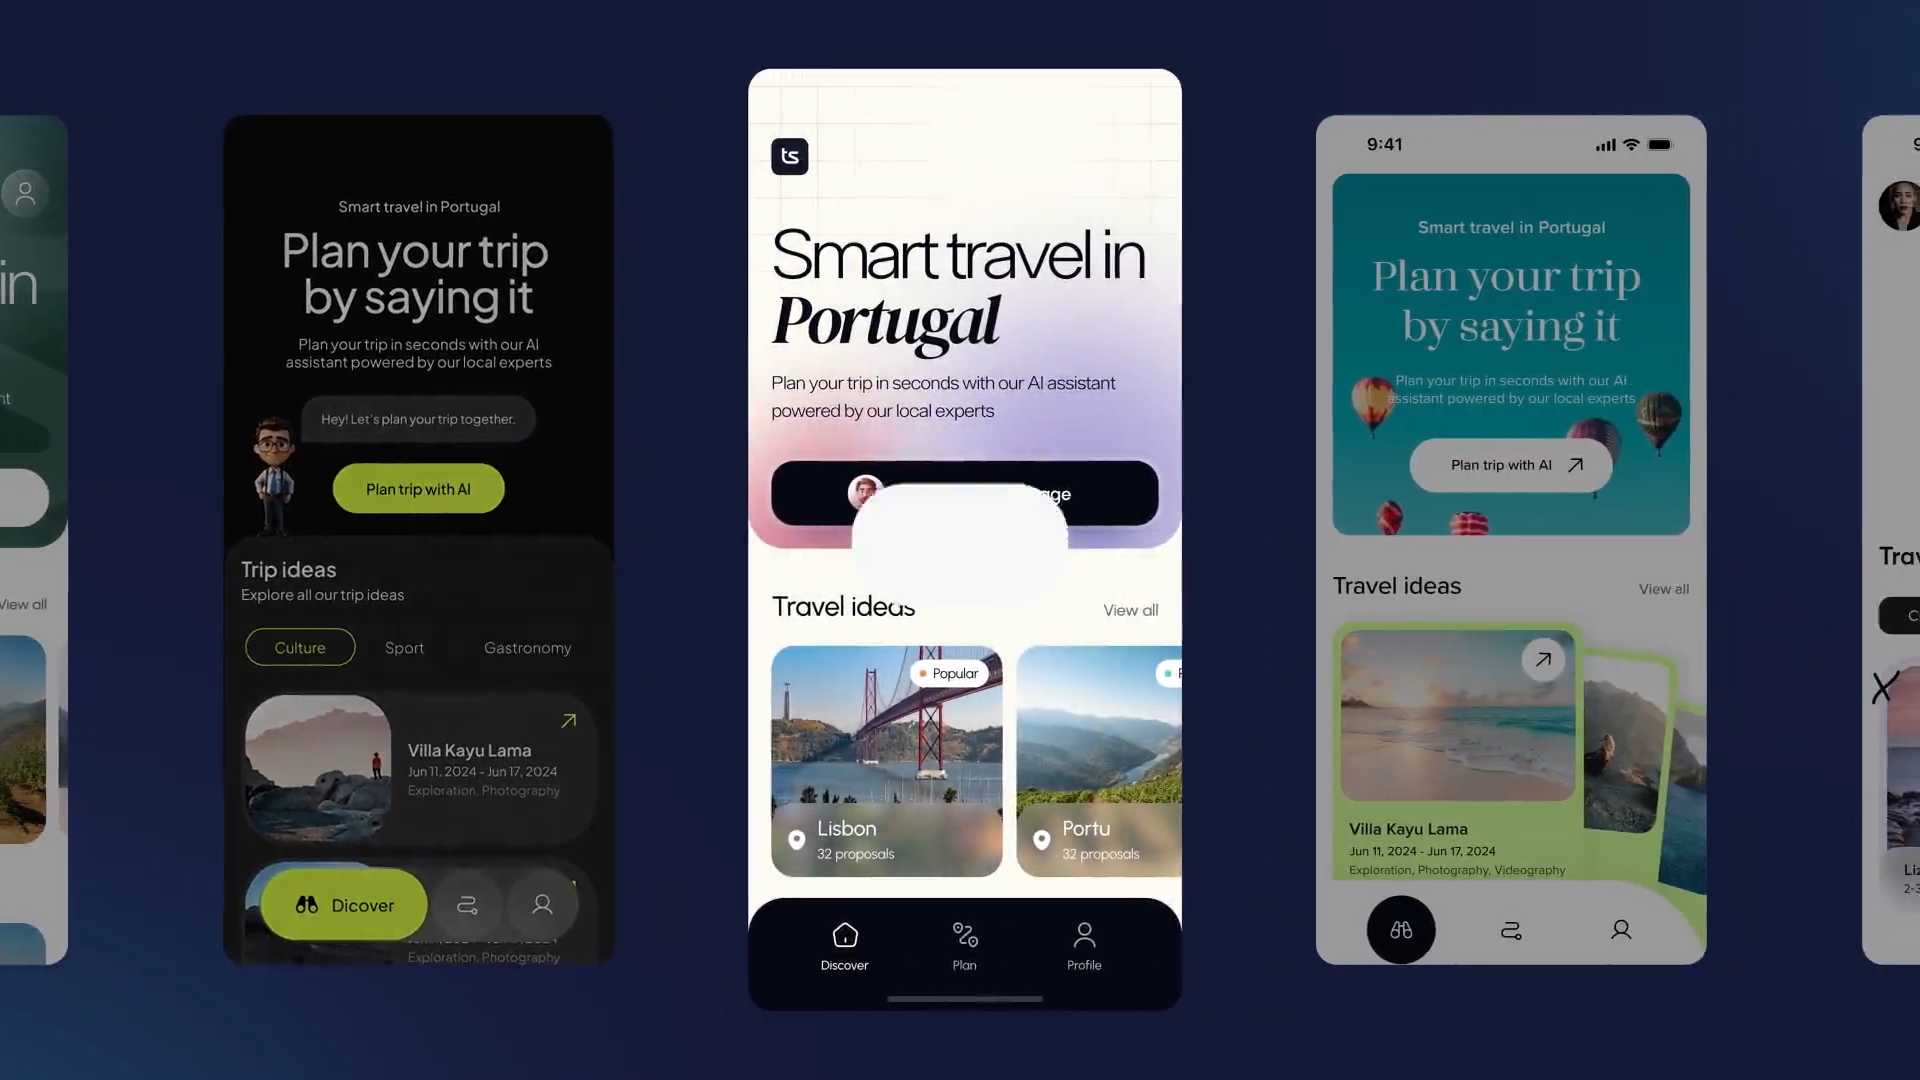 in
nt
View all
Smart travel in Portugal
Plan your trip
by saying it
Plan your trip in seconds with our AI
assistant powered by our local experts
Hey! Let's plan your trip together.
Plan trip with AI
Trip ideas
Explore all our trip ideas
Culture
Sport
Gastronomy
Villa Kayu Lama
Jun 11, 2024 - Jun 17, 2024
Exploration, Photography
Dicover
Exploration, Photography
ts
Smart travel in
Portugal
Plan your trip in seconds with our AI assistant
powered by our local experts
age
Travel ideas
View all
Popular
Lisbon
32 proposals
Portu
32 proposals
Discover
Plan
Profile
9:41
Smart travel in Portugal
Plan your trip
by saying it
Plan your trip in seconds with our AI
assistant powered by our local experts
Plan trip with AI
Travel ideas
View all
Villa Kayu Lama
Jun 11, 2024 - Jun 17, 2024
Exploration, Photography, Videography
9
Trav
C
Liz
2-3